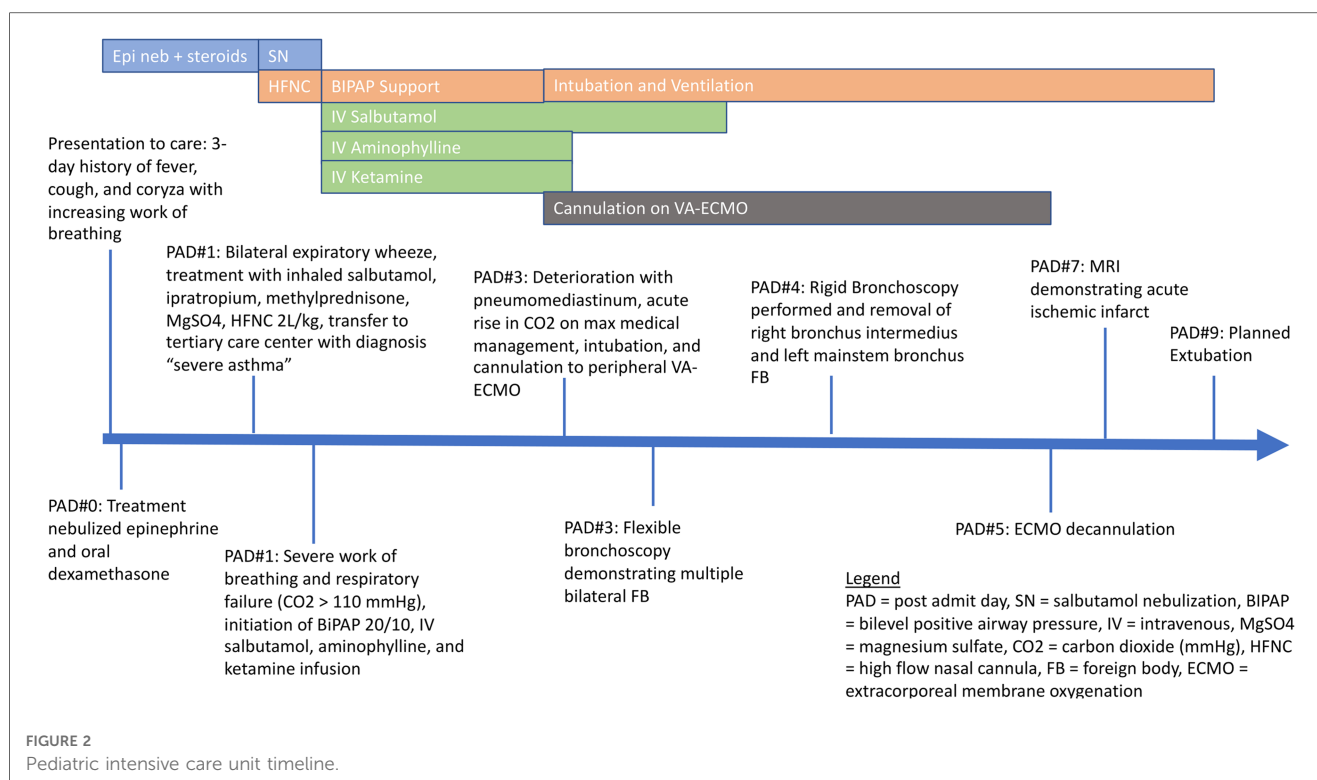 Epi neb + steroids
SN
HFNC
BIPAP Support
Intubation and Ventilation
IV Salbutamol
IV Aminophylline
IV Ketamine
Cannulation on VA-ECMO
Presentation to care: 3-
day history of fever,
cough, and coryza with
increasing work of
breathing
PAD#1: Bilateral expiratory wheeze,
treatment with inhaled salbutamol,
ipratropium, methylprednisone,
MgSO4, HFNC 2L/kg, transfer to
tertiary care center with diagnosis
“severe asthma”
PAD#3: Deterioration with
pneumomediastinum, acute
rise in CO2 on max medical
management, intubation, and
cannulation to peripheral VA-
ECMO
PAD#4: Rigid Bronchoscopy
performed and removal of
right bronchus intermedius
and left mainstem bronchus
FB
PAD#7: MRI
demonstrating acute
ischemic infarct
PAD#9: Planned
Extubation
PAD#0: Treatment
nebulized epinephrine
and oral
dexamethasone
PAD#1: Severe work of
breathing and respiratory
failure (CO2 > 110 mmHg),
initiation of BiPAP 20/10, IV
salbutamol, aminophylline, and
ketamine infusion
PAD#3: Flexible
bronchoscopy
demonstrating multiple
bilateral FB
PAD#5: ECMO decannulation
Legend
PAD = post admit day, SN = salbutamol nebulization, BIPAP
= bilevel positive airway pressure, IV = intravenous, MgSO4
= magnesium sulfate, CO2 = carbon dioxide (mmHg), HFNC
= high flow nasal cannula, FB = foreign body, ECMO =
extracorporeal membrane oxygenation
FIGURE 2
Pediatric intensive care unit timeline.